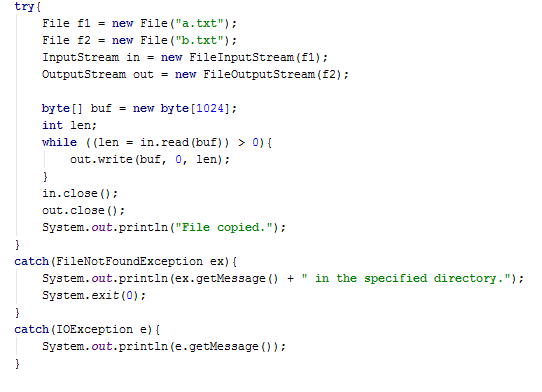 try{
    File f1 = new File("a.txt");
    File f2 = new File("b.txt");
    InputStream in = new FileInputStream(f1);
    OutputStream out = new FileOutputStream(f2);

    byte[] buf = new byte[1024];
    int len;
    while ((len = in.read(buf)) > 0){
        out.write(buf, 0, len);
    }
    in.close();
    out.close();
    System.out.println("File copied.");
}
catch(FileNotFoundException ex){
    System.out.println(ex.getMessage() + " in the specified directory.");
    System.exit(0);
}
catch(IOException e){
    System.out.println(e.getMessage());
}